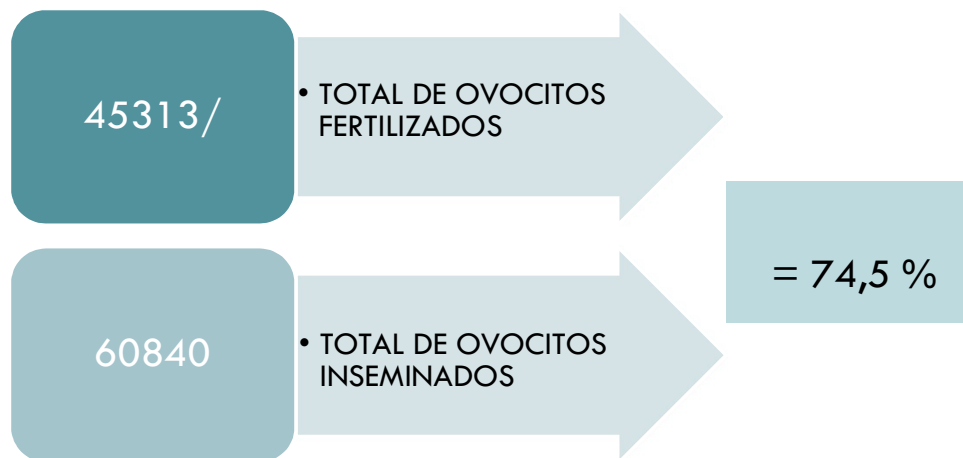 45313/
• TOTAL DE OVOCITOS
FERTILIZADOS
60840
• TOTAL DE OVOCITOS
INSEMINADOS
= 74,5 %